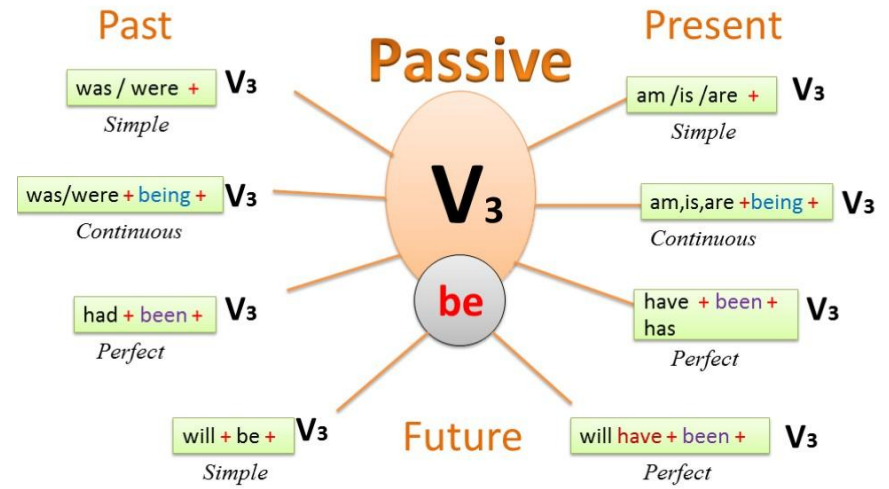 Past
Passive
Present
was / were + V3
Simple
am /is /are + V3
Simple
V3
was/were + being + V3
Continuous
am,is,are +being + V3
Continuous
be
had + been + V3
Perfect
have + been + V3
has
Perfect
Future
will + be + V3
Simple
will have + been + V3
Perfect